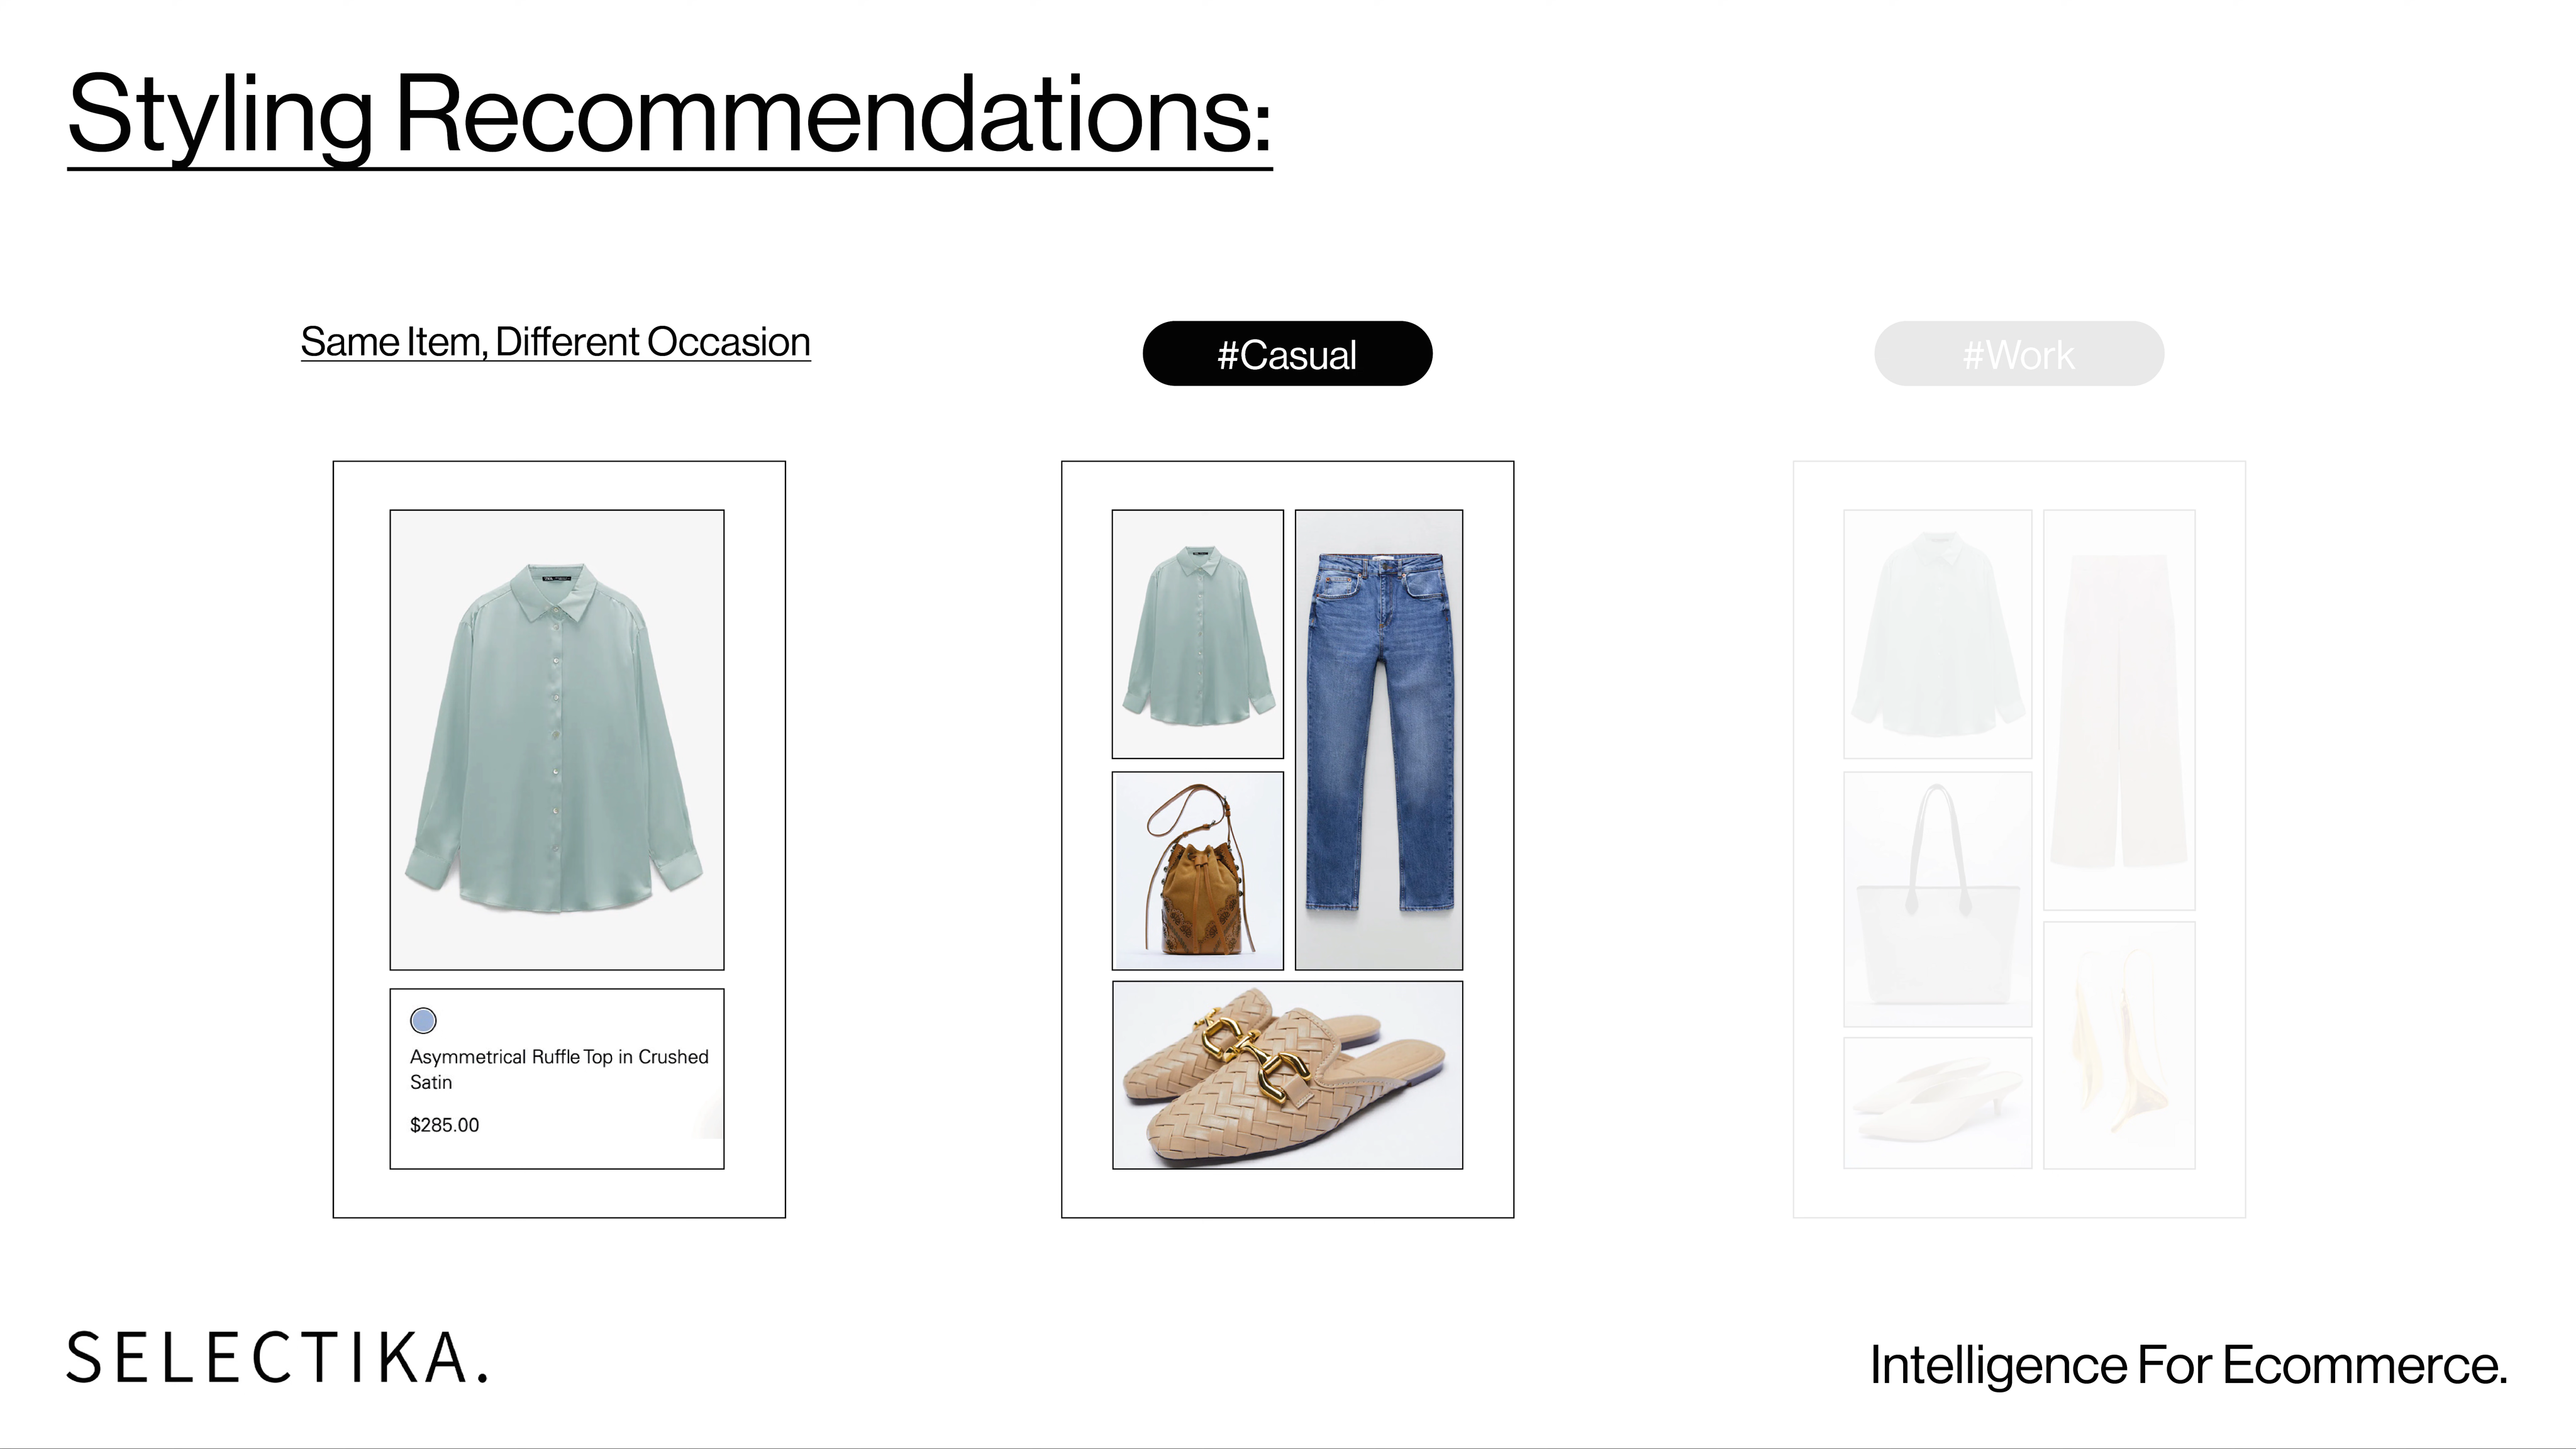 Styling Recommendations:
Same Item, Different Occasion
#Casual
#Work
Asymmetrical Ruffle Top in Crushed
Satin
$285.00
SELECTIKA.
Intelligence For Ecommerce.